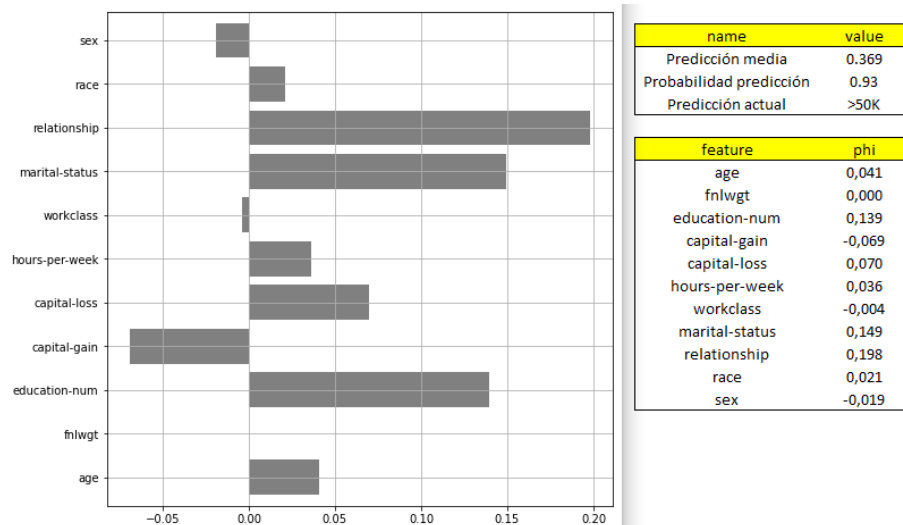 sex
race
relationship
marital-status
workclass
hours-per-week
capital-loss
capital-gain
education-num
fnlwgt
age
−0.05 0.00 0.05 0.10 0.15 0.20
name value
Predicción media 0.369
Probabilidad predicción 0.93
Predicción actual >50K
feature phi
age 0,041
fnlwgt 0,000
education-num 0,139
capital-gain -0,069
capital-loss 0,070
hours-per-week 0,036
workclass -0,004
marital-status 0,149
relationship 0,198
race 0,021
sex -0,019